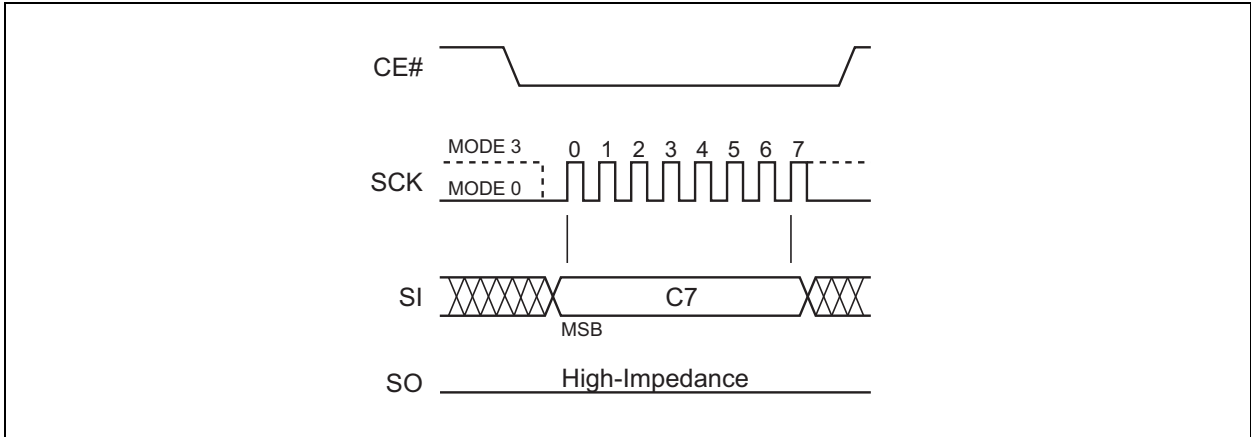 CE#
MODE 3
0 1 2 3 4 5 6 7
SCK
MODE 0
SI
C7
MSB
SO
High-Impedance